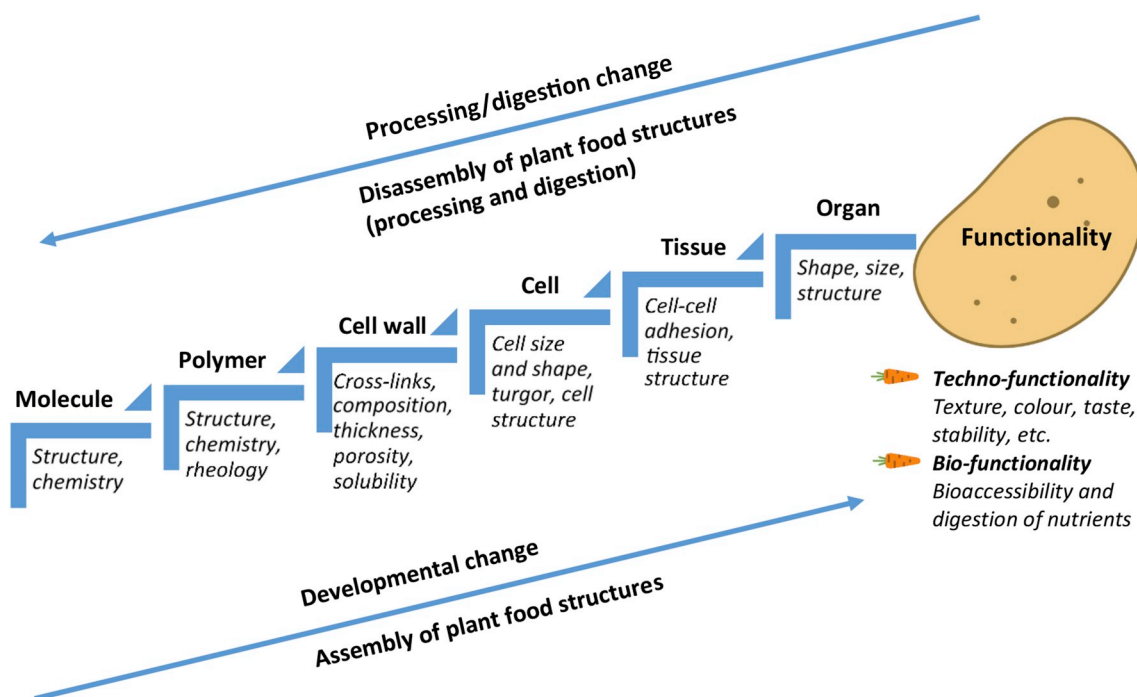 Processing/digestion change
Disassembly of plant food structures
(processing and digestion)
Organ
Shape, size,
structure
Functionality
Tissue
Cell-cell
adhesion,
tissue
structure
Cell
Cell size
and shape,
turgor, cell
structure
Cell wall
Cross-links,
composition,
thickness,
porosity,
solubility
Polymer
Structure,
chemistry,
rheology
Molecule
Structure,
chemistry
Techno-functionality
Texture, colour, taste,
stability, etc.
Bio-functionality
Bioaccessibility and
digestion of nutrients
Developmental change
Assembly of plant food structures